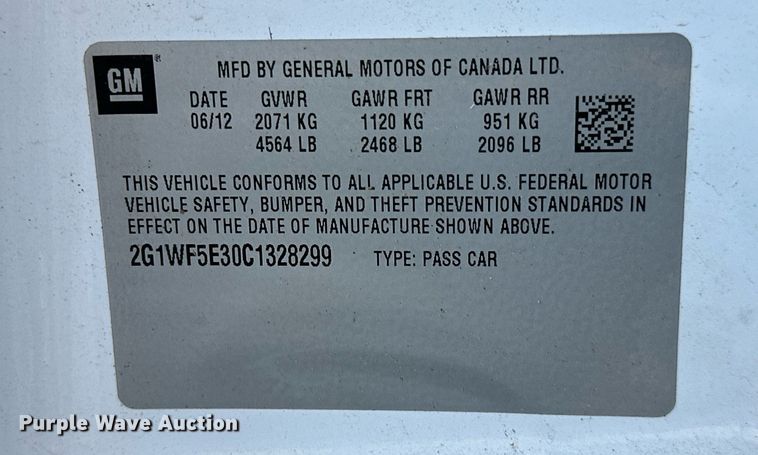 GM
MFD BY GENERAL MOTORS OF CANADA LTD.
DATE GVWR GAWR FRT GAWR RR
06/12 2071 KG 1120 KG 951 KG
4564 LB 2468 LB 2096 LB
THIS VEHICLE CONFORMS TO ALL APPLICABLE U.S. FEDERAL MOTOR
VEHICLE SAFETY, BUMPER, AND THEFT PREVENTION STANDARDS IN
EFFECT ON THE DATE OF MANUFACTURE SHOWN ABOVE.
2G1WF5E30C1328299 TYPE: PASS CAR
Purple Wave Auction